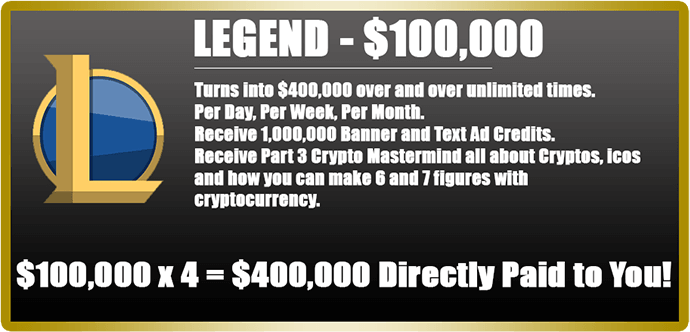 LEGEND - $100,000
Turns into $400,000 over and over unlimited times.
Per Day, Per Week, Per Month.
Receive 1,000,000 Banner and Text Ad Credits.
Receive Part 3 Crypto Mastermind all about Cryptos, icos
and how you can make 6 and 7 figures with
cryptocurrency.
L
$100,000 x 4 = $400,000 Directly Paid to You!